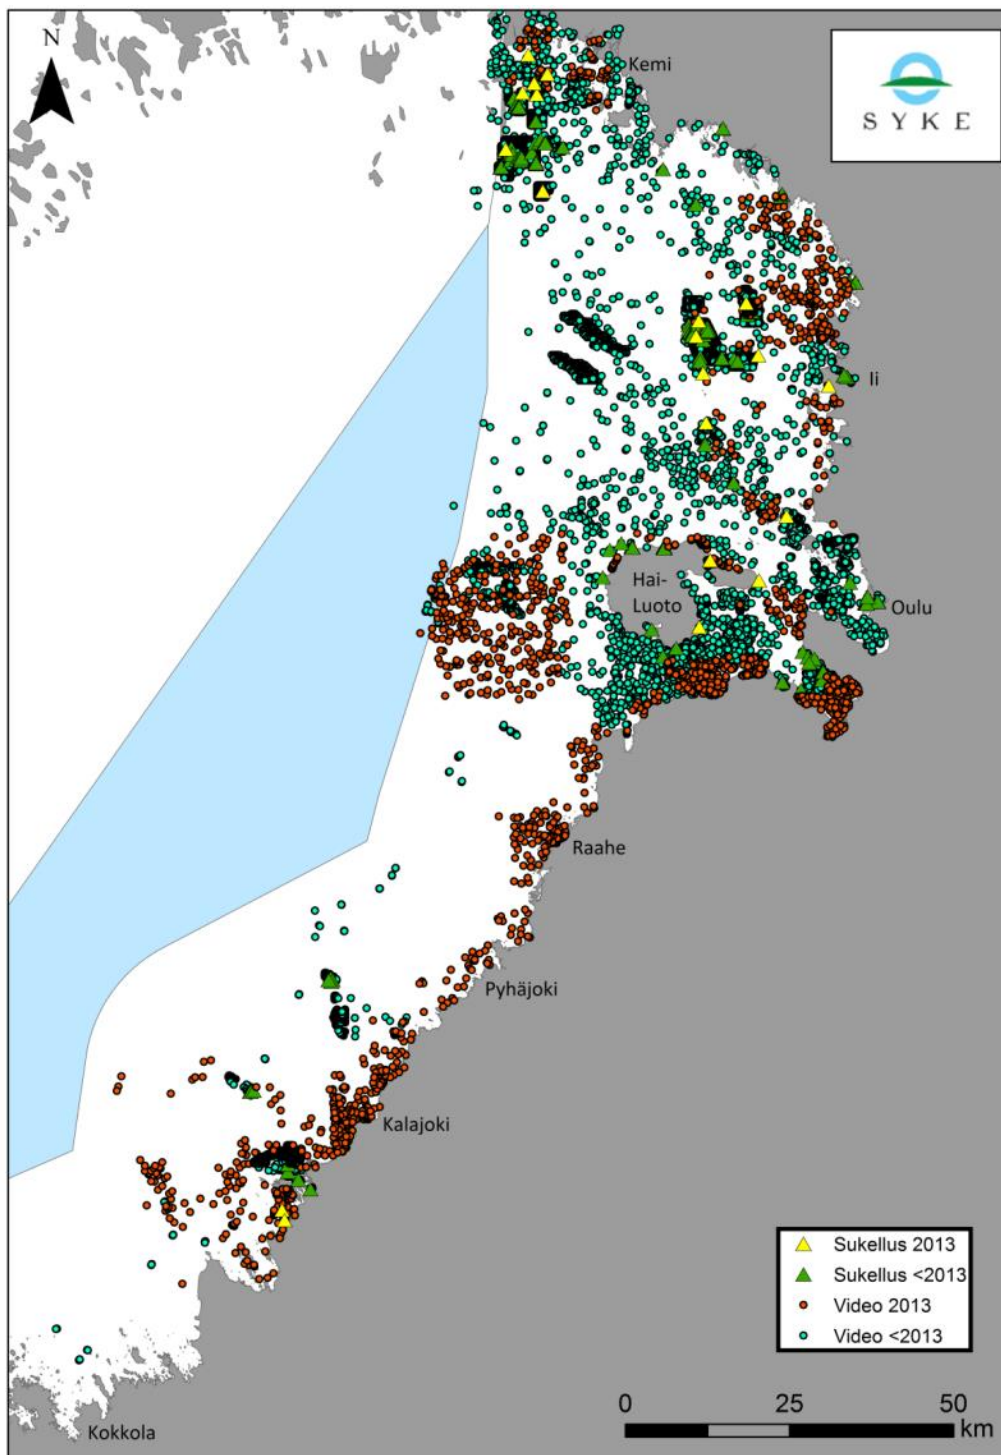 N
Kemi
S Y K E
Ii
Hai-
Luoto
Oulu
Raahe
Pyhäjoki
Kalajoki
Kokkola
Sukellus 2013
Sukellus <2013
Video 2013
Video <2013
0 25 50
km